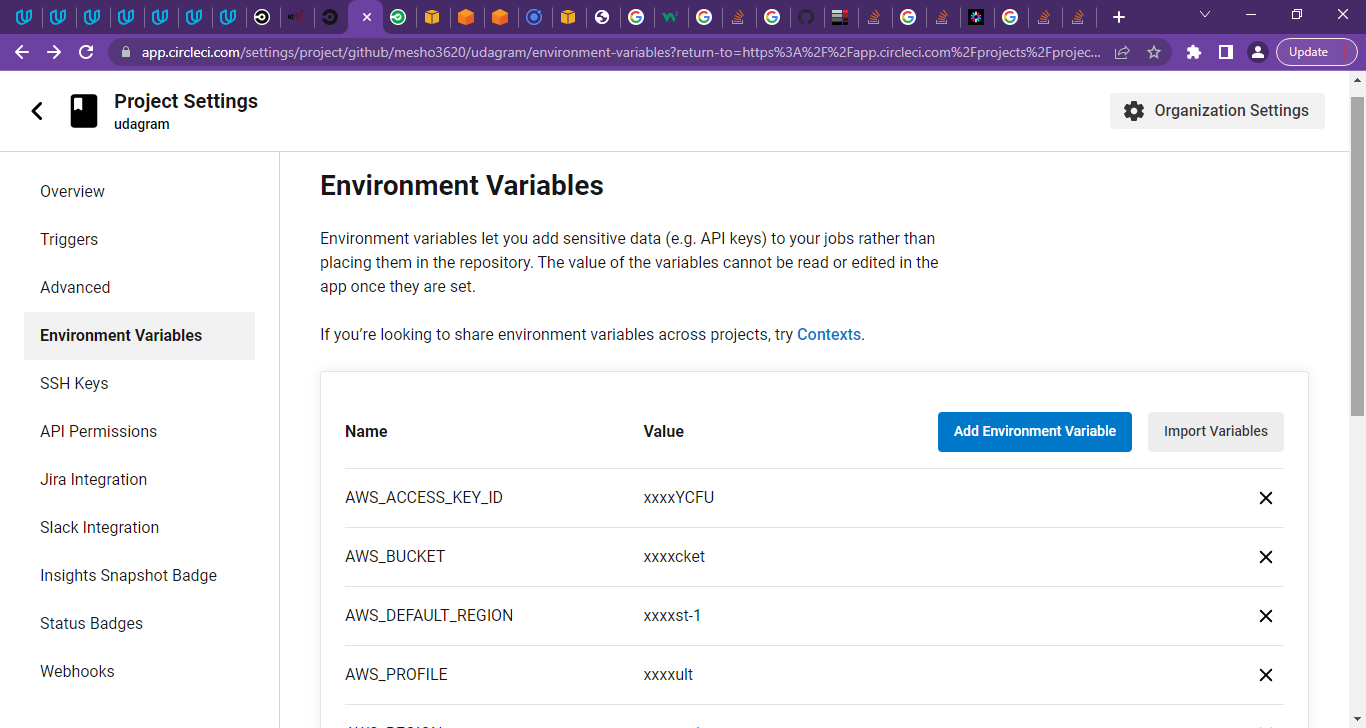 app.circleci.com/settings/project/github/mesho3620/udagram/environment-variables?return-to=https%3A%2F%2Fapp.circleci.com%2Fprojects%2Fprojec...
Update
Project Settings
udagram
Organization Settings
Overview
Triggers
Advanced
Environment Variables
SSH Keys
API Permissions
Jira Integration
Slack Integration
Insights Snapshot Badge
Status Badges
Webhooks
Environment Variables
Environment variables let you add sensitive data (e.g. API keys) to your jobs rather than
placing them in the repository. The value of the variables cannot be read or edited in the
app once they are set.
If you’re looking to share environment variables across projects, try Contexts.
Name Value Add Environment Variable Import Variables
AWS_ACCESS_KEY_ID xxxxYCFU
AWS_BUCKET xxxxcket
AWS_DEFAULT_REGION xxxxst-1
AWS_PROFILE xxxxult